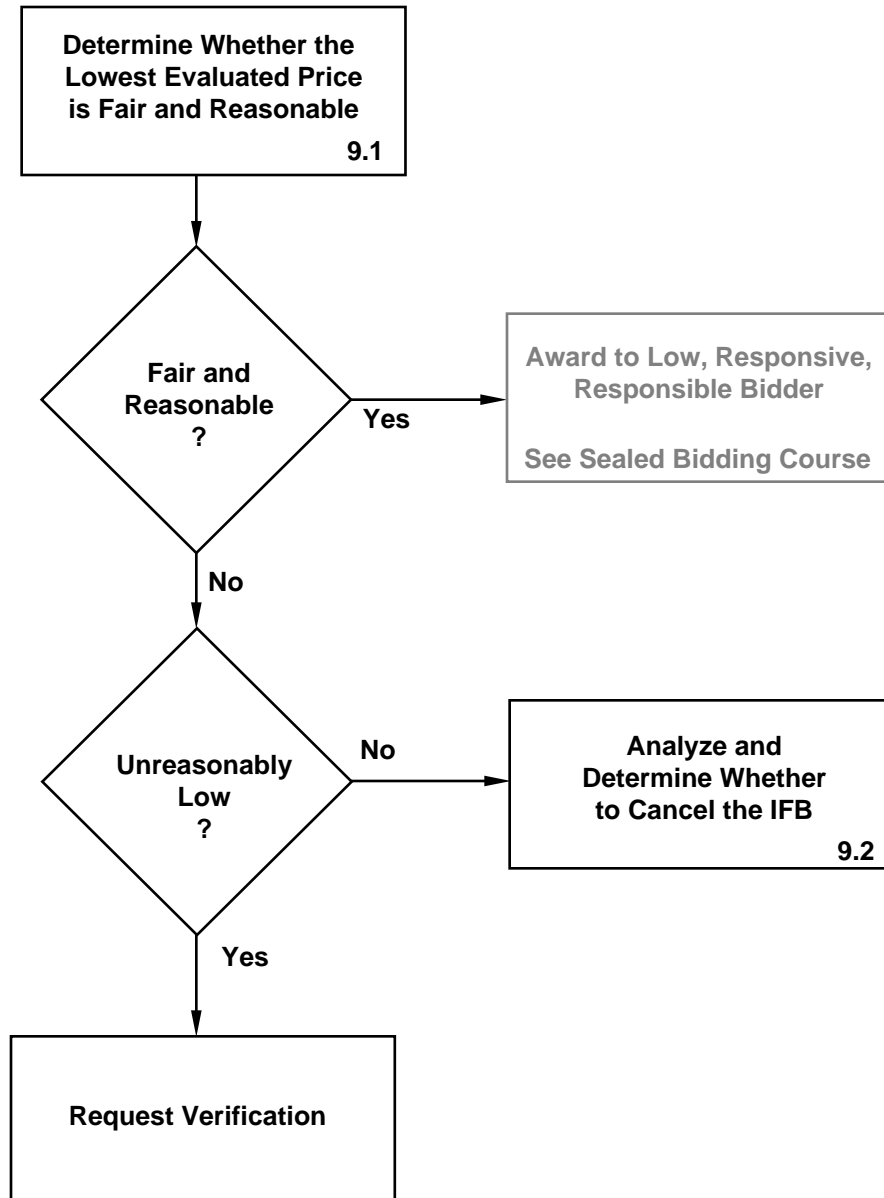 Determine Whether the
Lowest Evaluated Price
is Fair and Reasonable
9.1
Fair and
Reasonable
?
Yes
Award to Low, Responsive,
Responsible Bidder
See Sealed Bidding Course
No
Unreasonably
Low
?
No
Analyze and
Determine Whether
to Cancel the IFB
9.2
Yes
Request Verification